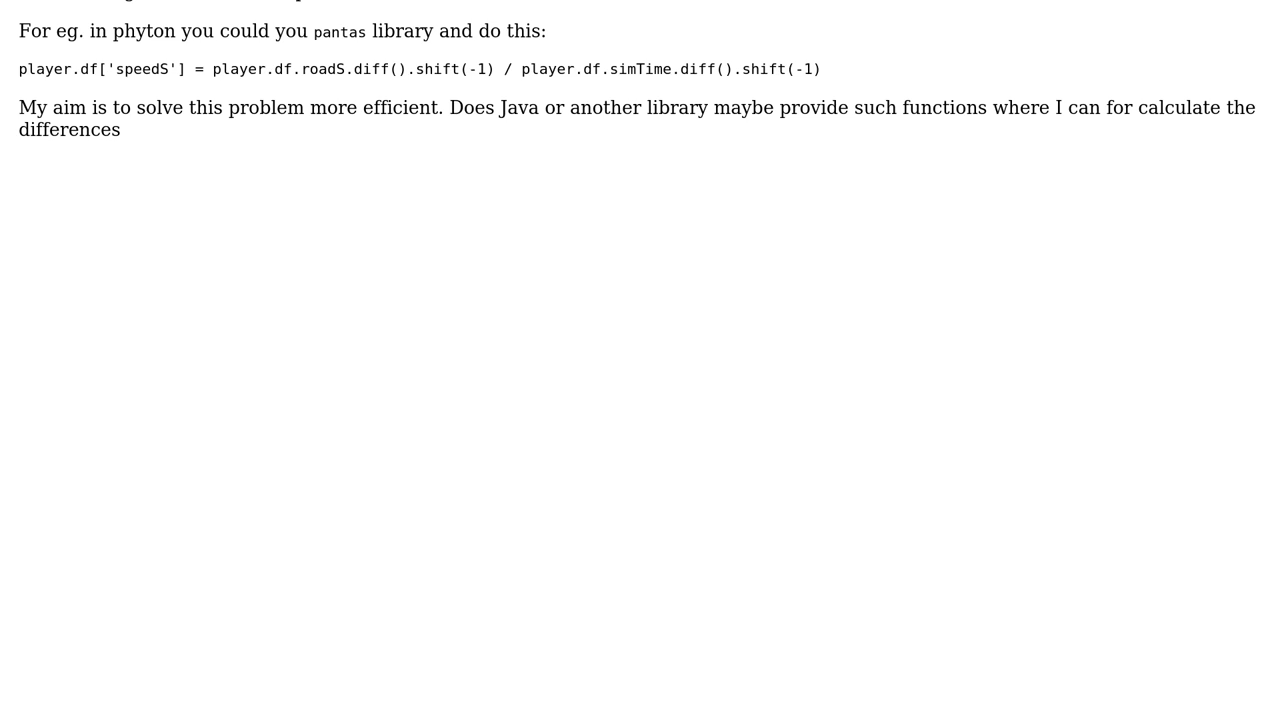 For eg. in phyton you could you pantas library and do this:
player.df['speedS'] = player.df.roadS.diff().shift(-1) / player.df.simTime.diff().shift(-1)
My aim is to solve this problem more efficient. Does Java or another library maybe provide such functions where I can for calculate the
differences